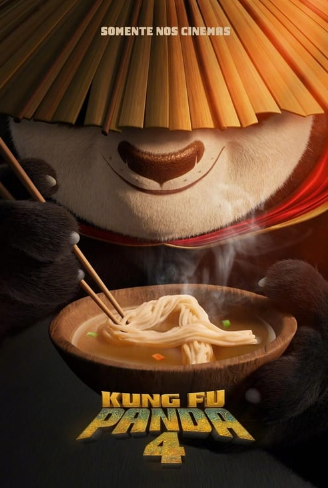 SOMENTE NOS CINEMAS
KUNG FU
PANDA
4